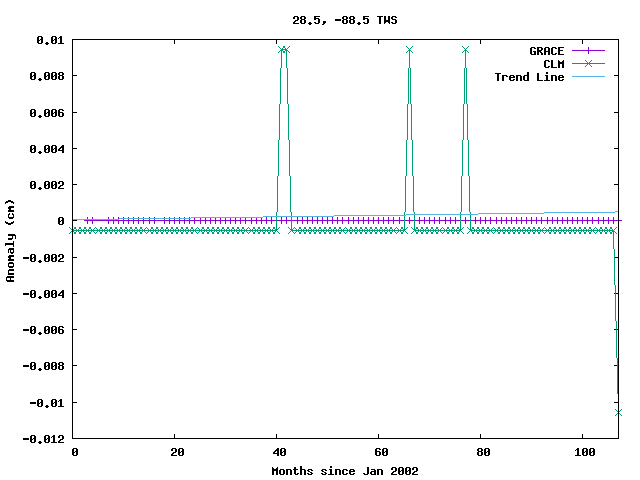 28.5, -88.5 TWS
GRACE
CLM
Trend Line
0.01
0.008
0.006
0.004
0.002
0
-0.002
-0.004
-0.006
-0.008
-0.01
-0.012
Anomaly (cm)
0 20 40 60 80 100
Months since Jan 2002